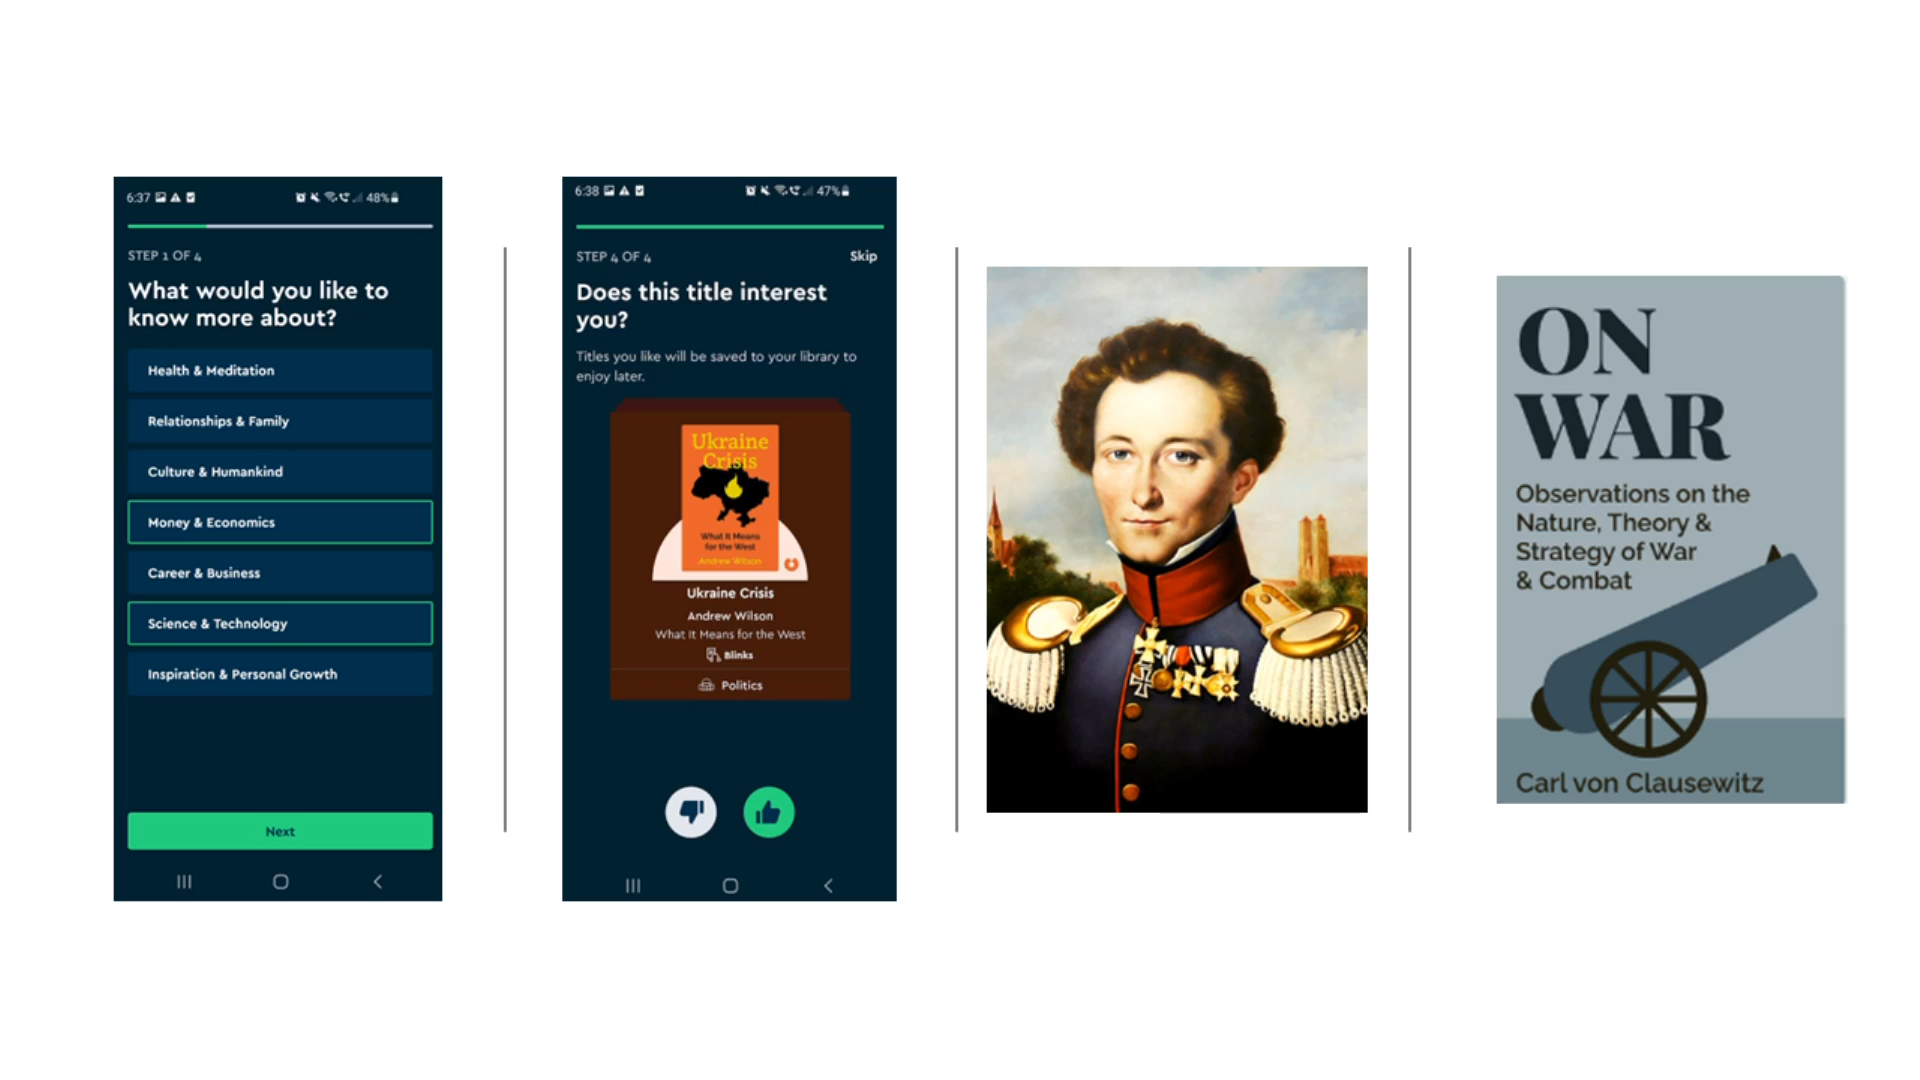 6:37
48%
STEP 1 OF 4
What would you like to
know more about?
Health & Meditation
Relationships & Family
Culture & Humankind
Money & Economics
Career & Business
Science & Technology
Inspiration & Personal Growth
Next
6:38
47%
STEP 4 OF 4
Skip
Does this title interest
you?
Titles you like will be saved to your library to
enjoy later.
Ukraine
Crisis
What It Means
for the West
Andrew Wilson
Ukraine Crisis
Andrew Wilson
What It Means for the West
Blinks
Politics
ON
WAR
Observations on the
Nature, Theory &
Strategy of War
& Combat
Carl von Clausewitz